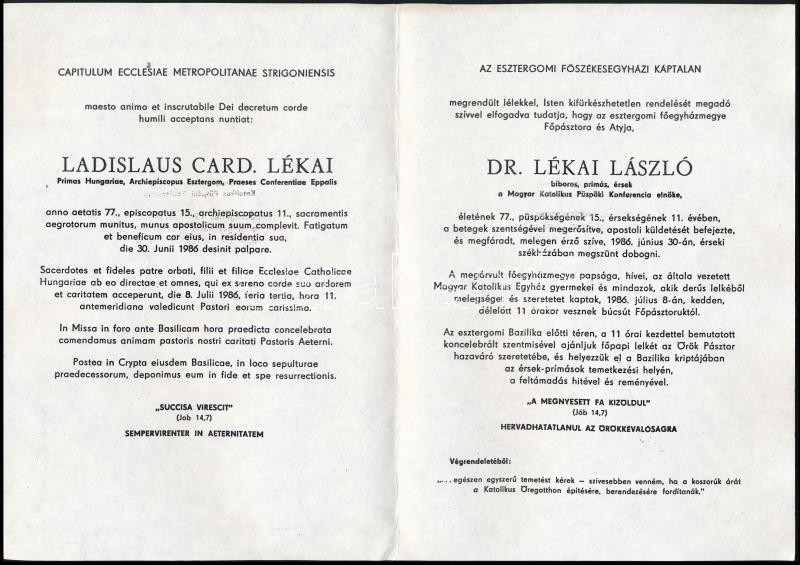 CAPITULUM ECCLESIAE METROPOLITANAE STRIGONIENSIS
maesto animo et inscrutabile Dei decretum corde
humili acceptans nuntiat:
LADISLAUS CARD. LÉKAI
Primas Hungariae, Archiepiscopus Esztergom, Praeses Conferentiae Eppalis
anno aetatis 77., episcopatus 15., archiepiscopatus 11., sacramentis
aegrotorum munitus, munus apostolicum suum complevit. Fatigatum
et beneficum cor eius, in residentia sua,
die 30. Junii 1986 desinit palpare.
Sacerdotes et fideles patre orbati, filii et filiae Ecclesiae Catholicae
Hungariae ab eo directae et omnes, qui ex sereno corde suo ardorem
et caritatem acceperunt, die 8. Julii 1986, feria tertia, hora 11.
antemeridiana valedicunt Pastori eorum carissimo.
In Missa in foro ante Basilicam hora praedicta concelebrata
comendamus animam pastoris nostri caritati Pastoris Aeterni.
Postea in Crypta eiusdem Basilicae, in loco sepulturae
praedecessorum, deponimus eum in fide et spe resurrectionis.
„SUCCISA VIRESCIT"
(Jób 14,7)
SEMPERVIRENTER IN AETERNITATEM
AZ ESZTERGOMI FŐSZÉKESEGYHÁZI KÁPTALAN
megrendült lélekkel, Isten kifürkészhetetlen rendelését megadó
szívvel elfogadva tudatja, hogy az esztergomi főegyházmegye
Főpásztora és Atyja,
DR. LÉKAI LÁSZLÓ
bíboros, prímás, érsek
a Magyar Katolikus Püspöki Konferencia elnöke,
életének 77., püspökségének 15., érsekségének 11. évében,
a betegek szentségével megerősítve, apostoli küldetését befejezte,
és megfáradt, melegen érző szíve, 1986. június 30-án, érseki
székházában megszűnt dobogni.
A megárvult főegyházmegye papsága, hívei, az általa vezetett
Magyar Katolikus Egyház gyermekei és mindazok, akik derűs lelkéből
melegséget és szeretetet kaptak, 1986. július 8-án, kedden,
délelőtt 11 órakor vesznek búcsút Főpásztoruktól.
Az esztergomi Bazilika előtti téren, a 11 órai kezdettel bemutatott
koncelebrált szentmisével ajánljuk főpapi lelkét az Örök Pásztor
hazaváró szeretetébe, és helyezzük el a Bazilika kriptájában
az érsek-prímások temetkezési helyén,
a feltámadás hitével és reményével.
„A MEGNYESETT FA KIZÖLDÜL"
(Jób 14,7)
HERVADHATATLANUL AZ ÖRÖKKÉVALÓSÁGRA
Végrendeletéből:
„... egészen egyszerű temetést kérek – szívesebben venném, ha a koszorúk árát
a Katolikus Öregotthon építésére, berendezésére fordítanák."